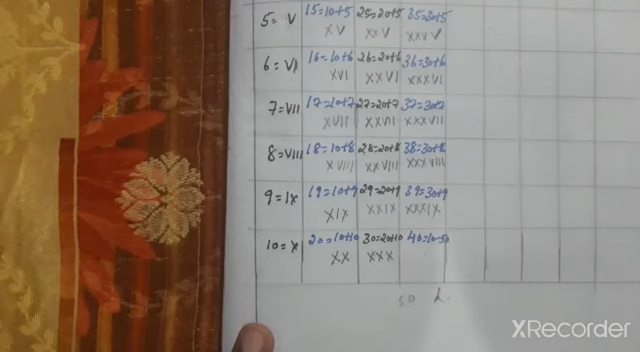 5 = V 15=10+5 25=20+5 35=30+5
XV XXV XXXV
6 = VI 16=10+6 26=20+6 36=30+6
XVI XXVI XXXVI
7 = VII 17=10+7 27=20+7 37=30+7
XVII XXVII XXXVII
8 = VIII 18=10+8 28=20+8 38=30+8
XVIII XXVIII XXXVIII
9 = IX 19=10+9 29=20+9 39=30+9
XIX XXIX XXXIX
10 = X 20=10+10 30=20+10 40=10-50
XX XXX
50 L
XRecorder